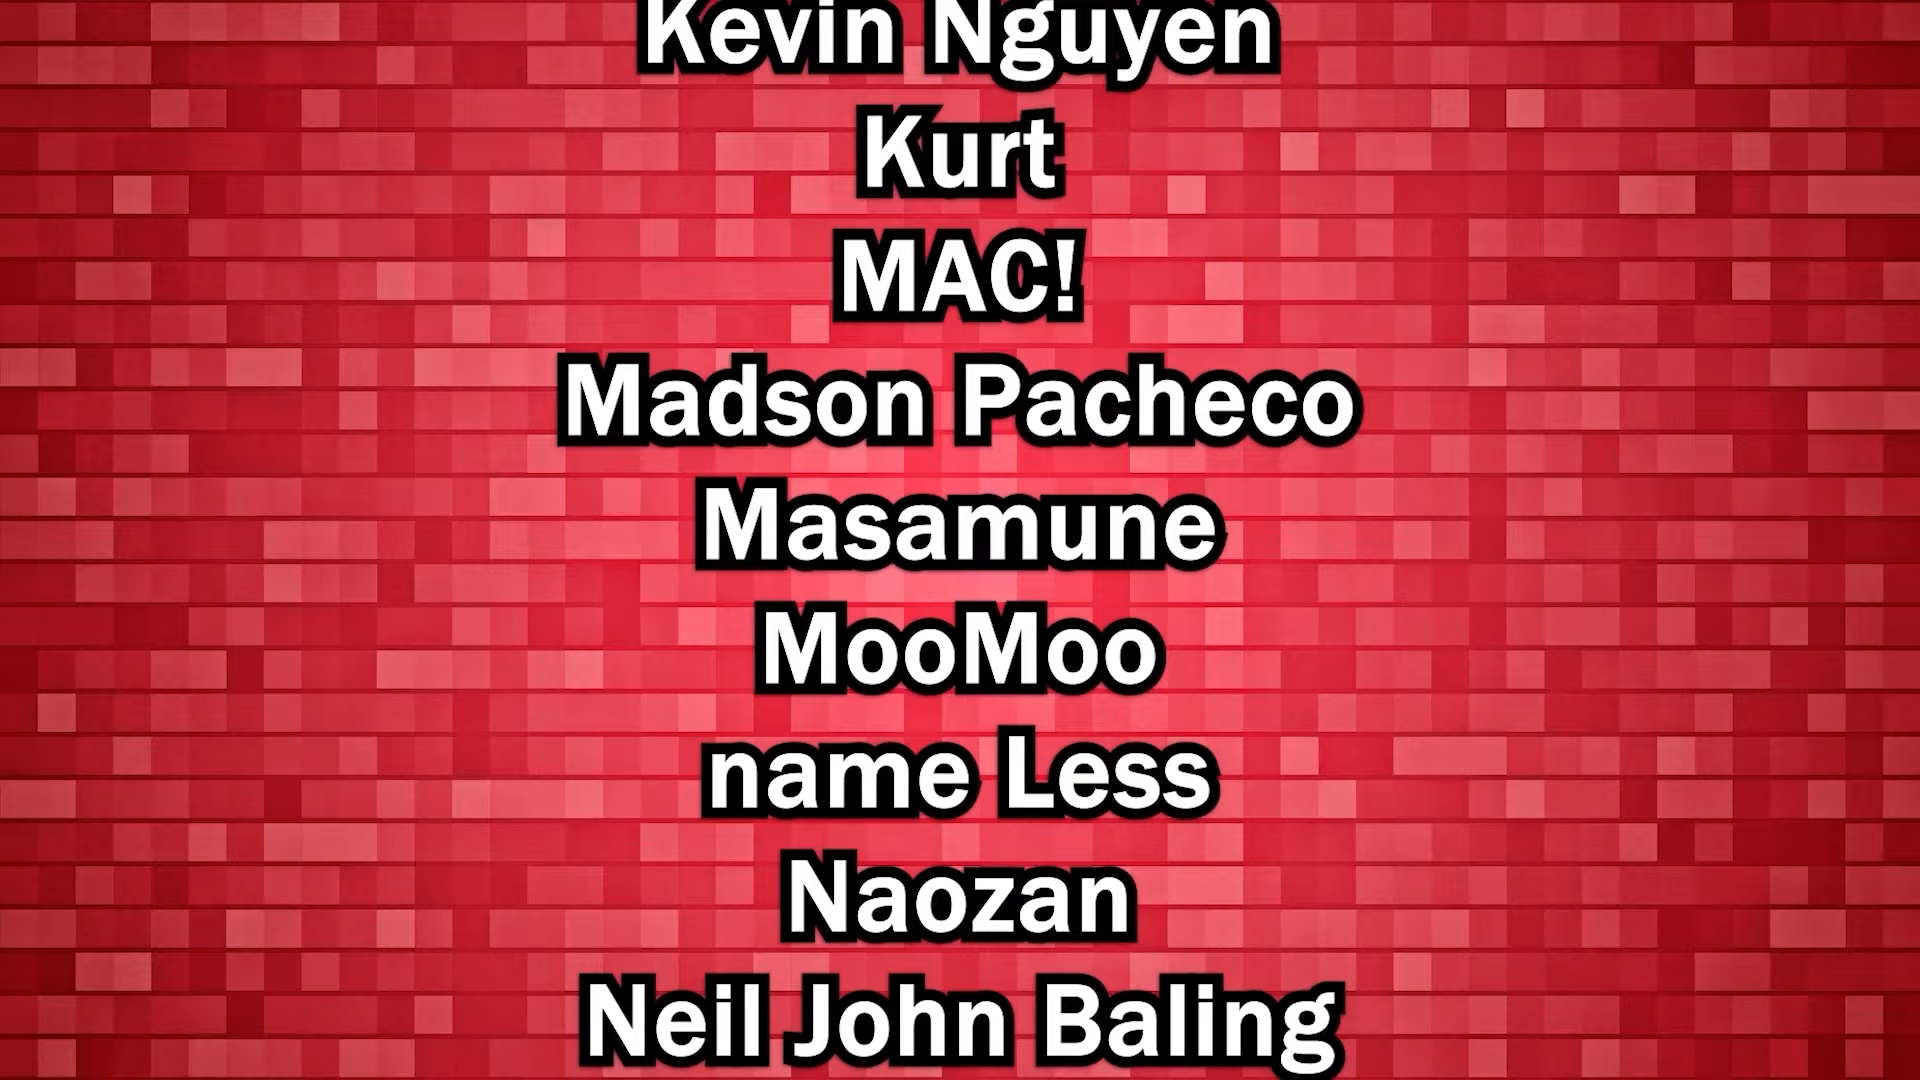 Kevin Nguyen
Kurt
MAC!
Madson Pacheco
Masamune
MooMoo
name Less
Naozan
Neil John Baling